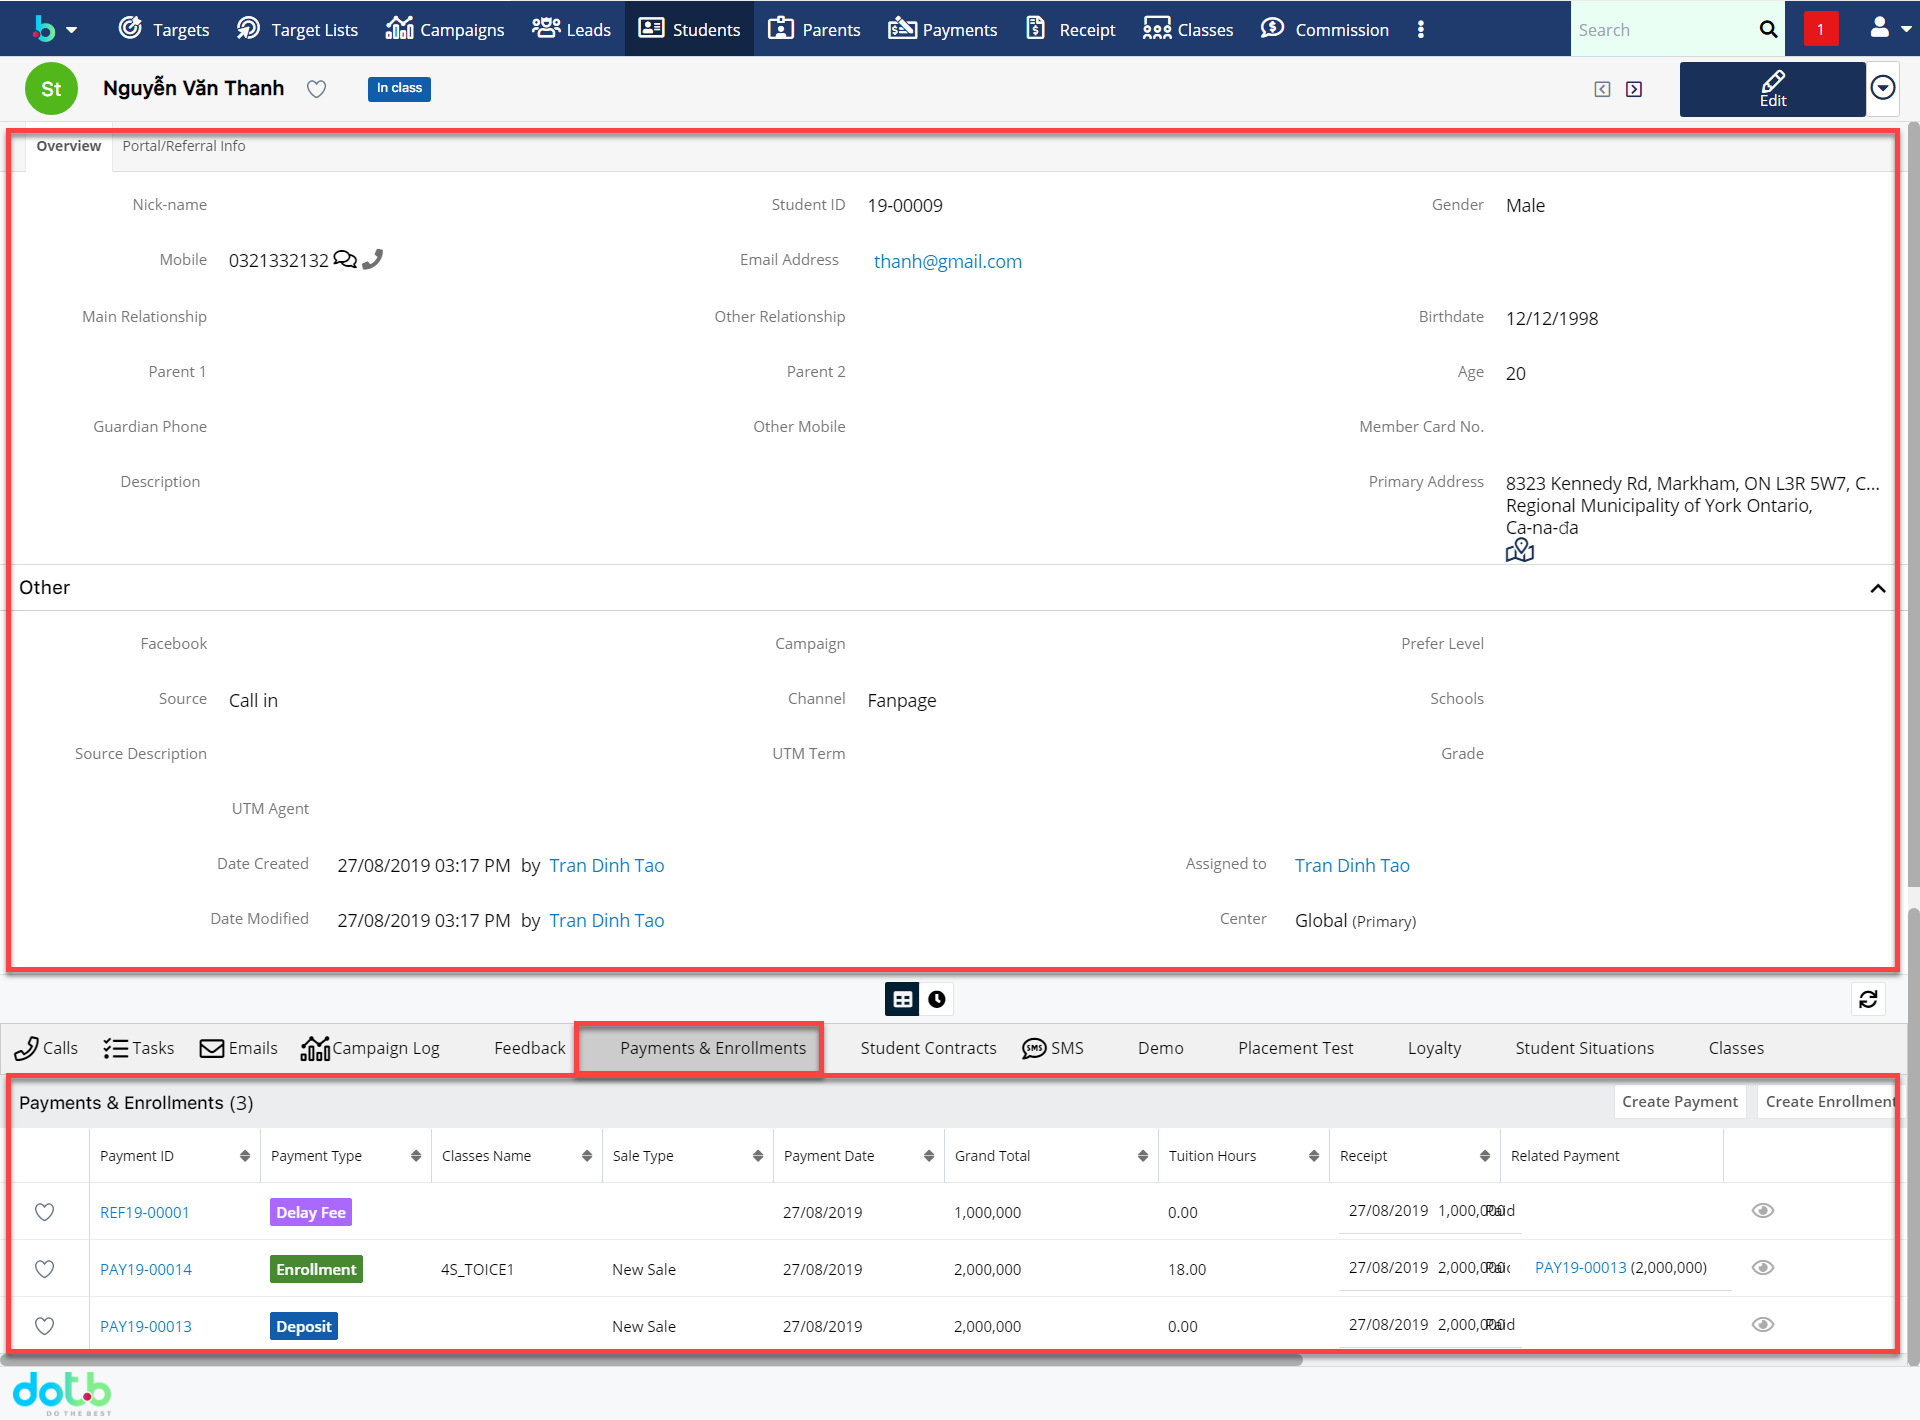 b Targets Target Lists Campaigns Leads Students Parents Payments Receipt Classes Commission Search 1
St Nguyễn Văn Thanh In class Edit
Overview Portal/Referral Info
Nick-name Student ID 19-00009 Gender Male
Mobile 0321332132 Email Address thanh@gmail.com
Main Relationship Other Relationship Birthdate 12/12/1998
Parent 1 Parent 2 Age 20
Guardian Phone Other Mobile Member Card No.
Description Primary Address 8323 Kennedy Rd, Markham, ON L3R 5W7, C...
Regional Municipality of York Ontario,
Ca-na-đa
Other
Facebook Campaign Prefer Level
Source Call in Channel Fanpage Schools
Source Description UTM Term Grade
UTM Agent
Date Created 27/08/2019 03:17 PM by Tran Dinh Tao Assigned to Tran Dinh Tao
Date Modified 27/08/2019 03:17 PM by Tran Dinh Tao Center Global (Primary)
Calls Tasks Emails Campaign Log Feedback Payments & Enrollments Student Contracts SMS SMS Demo Placement Test Loyalty Student Situations Classes
Payments & Enrollments (3) Create Payment Create Enrollment
Payment ID Payment Type Classes Name Sale Type Payment Date Grand Total Tuition Hours Receipt Related Payment
REF19-00001 Delay Fee 27/08/2019 1,000,000 0.00 27/08/2019 1,000,000 Paid
PAY19-00014 Enrollment 4S_TOICE1 New Sale 27/08/2019 2,000,000 18.00 27/08/2019 2,000,000 Paid PAY19-00013 (2,000,000)
PAY19-00013 Deposit New Sale 27/08/2019 2,000,000 0.00 27/08/2019 2,000,000 Paid
dotb
DO THE BEST